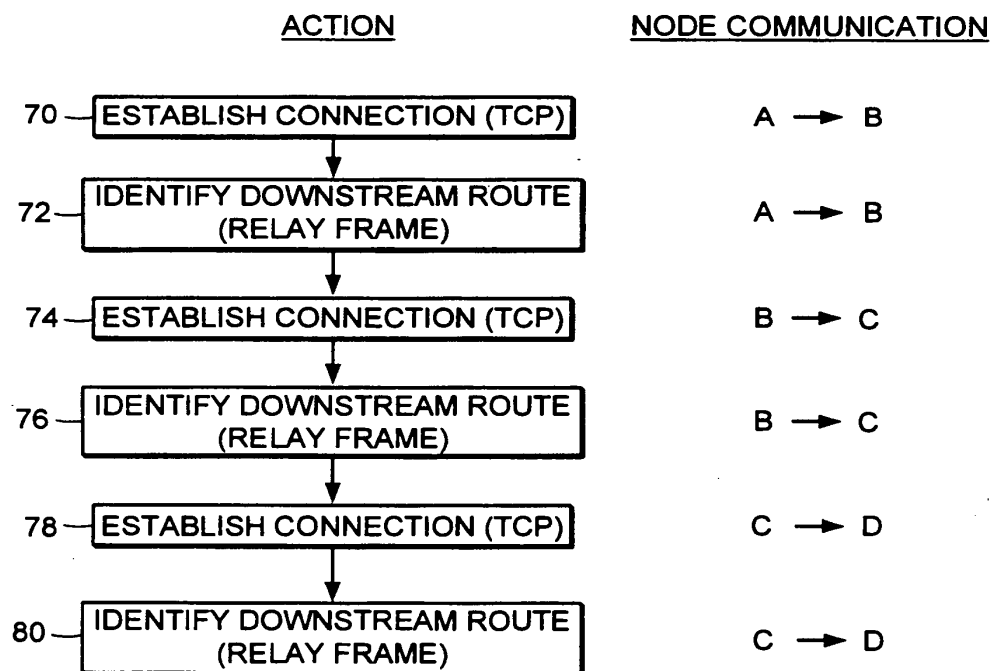 ACTION NODE COMMUNICATION
70 ESTABLISH CONNECTION (TCP) A → B
72 IDENTIFY DOWNSTREAM ROUTE
(RELAY FRAME) A → B
74 ESTABLISH CONNECTION (TCP) B → C
76 IDENTIFY DOWNSTREAM ROUTE
(RELAY FRAME) B → C
78 ESTABLISH CONNECTION (TCP) C → D
80 IDENTIFY DOWNSTREAM ROUTE
(RELAY FRAME) C → D